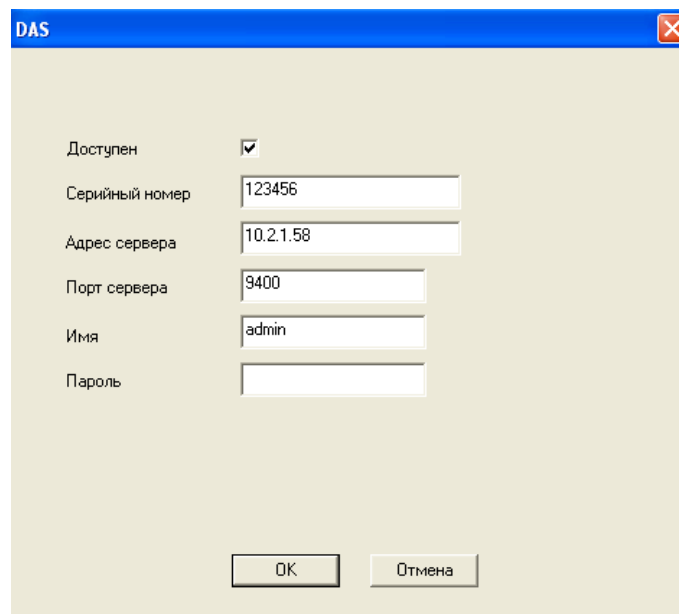 DAS
Доступен
Серийный номер 123456
Адрес сервера 10.2.1.58
Порт сервера 9400
Имя admin
Пароль
OK Отмена